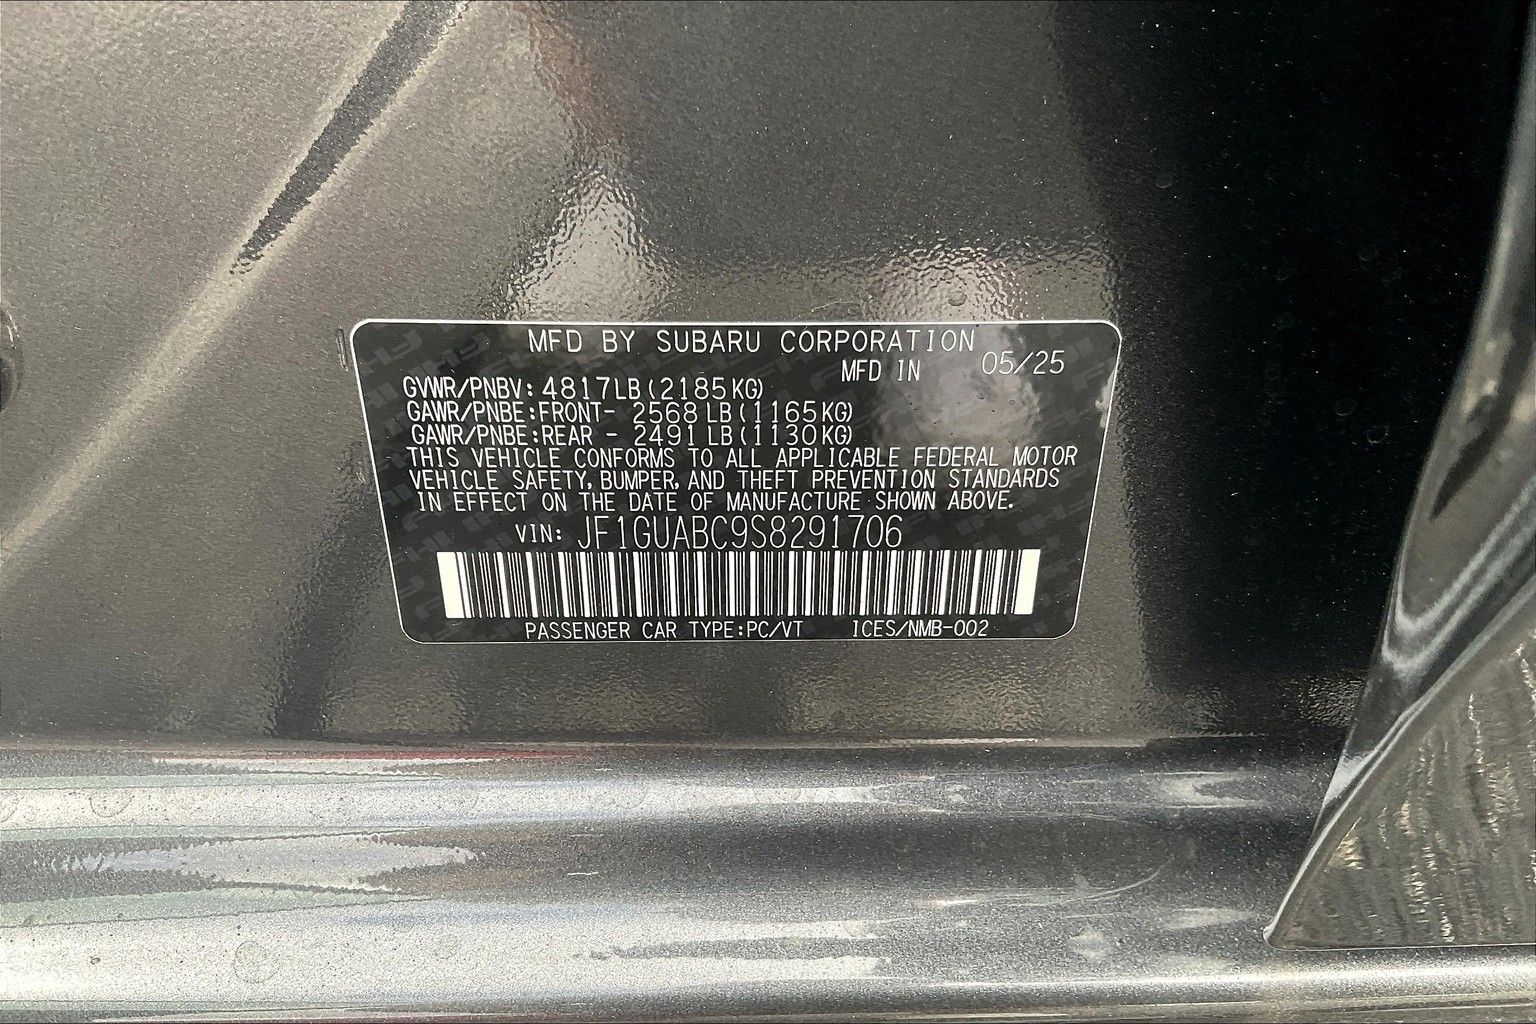 MFD BY SUBARU CORPORATION
MFD IN 05/25
GVWR/PNBV: 4817LB (2185KG)
GAWR/PNBE:FRONT- 2568 LB (1165KG)
GAWR/PNBE:REAR - 2491 LB (1130KG)
THIS VEHICLE CONFORMS TO ALL APPLICABLE FEDERAL MOTOR
VEHICLE SAFETY, BUMPER, AND THEFT PREVENTION STANDARDS
IN EFFECT ON THE DATE OF MANUFACTURE SHOWN ABOVE.
VIN: JF1GUABC9S8291706
PASSENGER CAR TYPE:PC/VT ICES/NMB-002